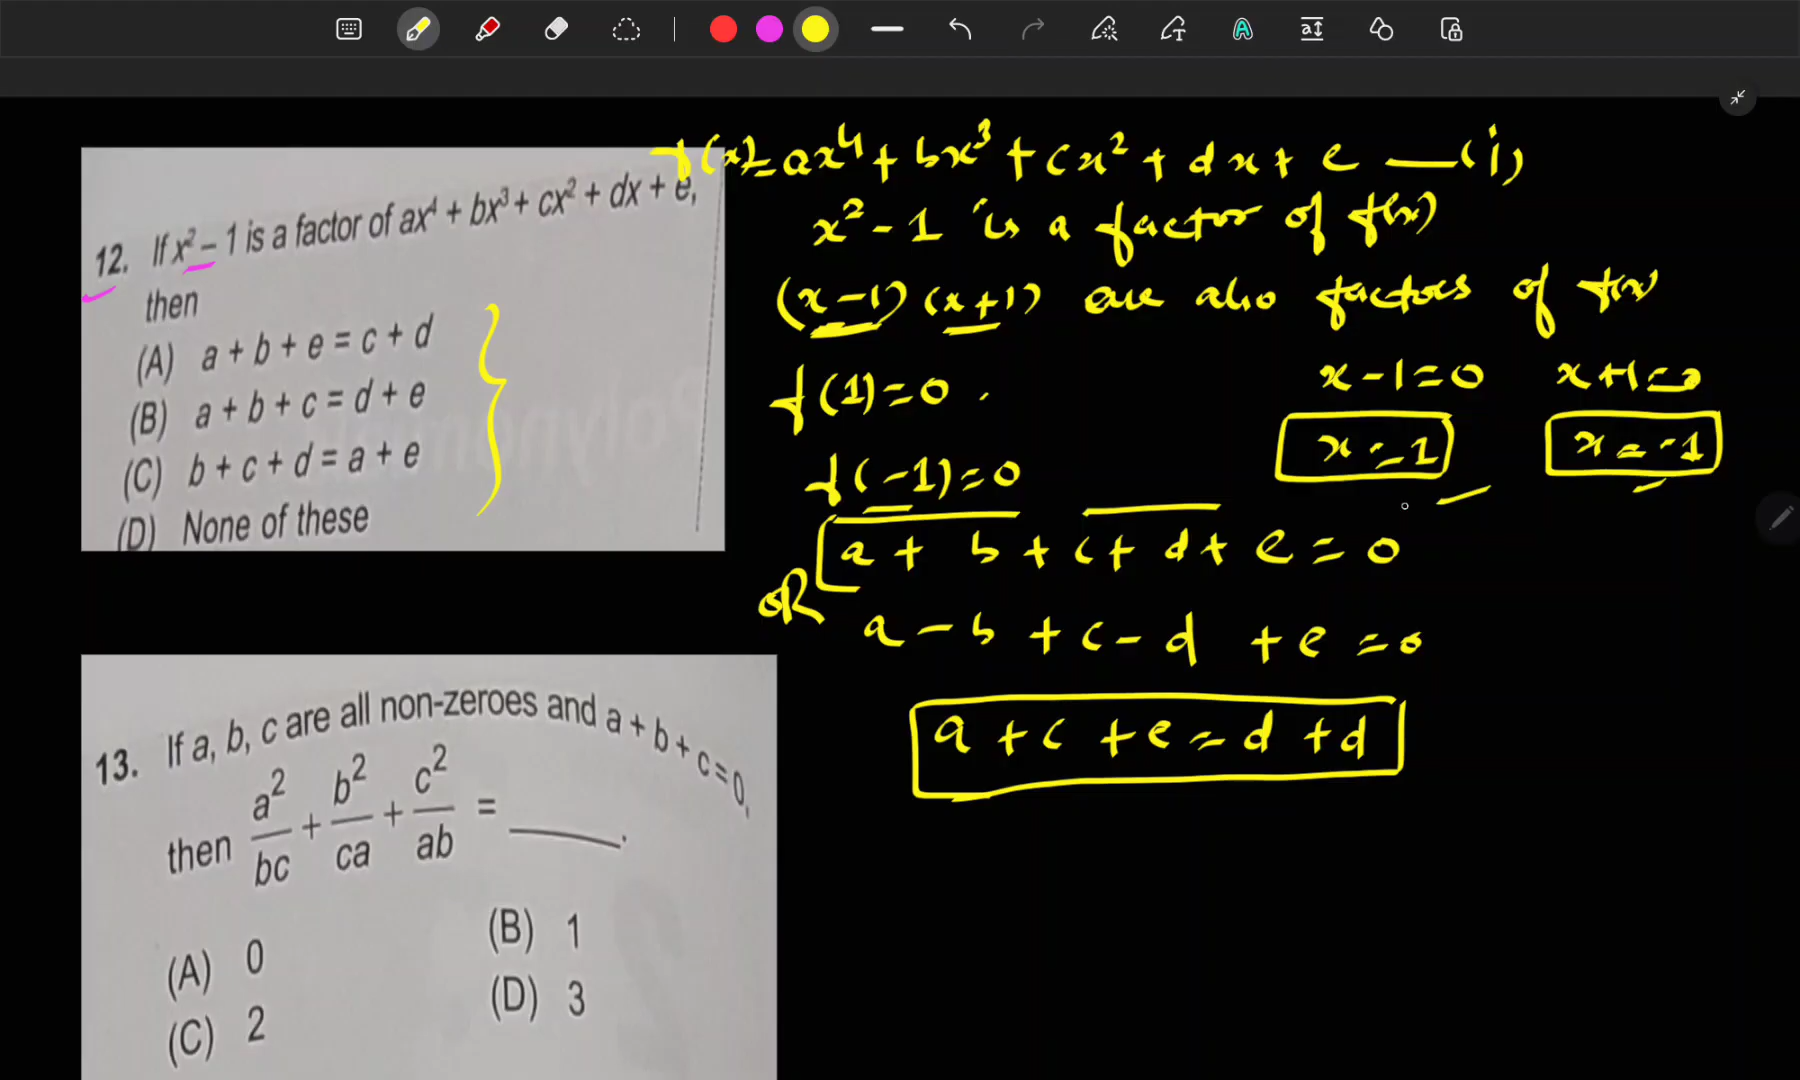 12. If x² – 1 is a factor of ax⁴ + bx³ + cx² + dx + e,
then
(A) a + b + e = c + d
(B) a + b + c = d + e
(C) b + c + d = a + e
(D) None of these
f(x) = ax⁴ + bx³ + cx² + dx + e —(i)
x² - 1 is a factor of f(x)
(x-1) (x+1) are also factors of f(x)
f(1) = 0 .
x - 1 = 0
x + 1 = 0
x = 1
x = -1
f(-1) = 0
a + b + c + d + e = 0
OR
a - b + c - d + e = 0
a + c + e = d + d
13. If a, b, c are all non-zeroes and a + b + c = 0,
then a²/bc + b²/ca + c²/ab = ______.
(A) 0 (B) 1
(C) 2 (D) 3